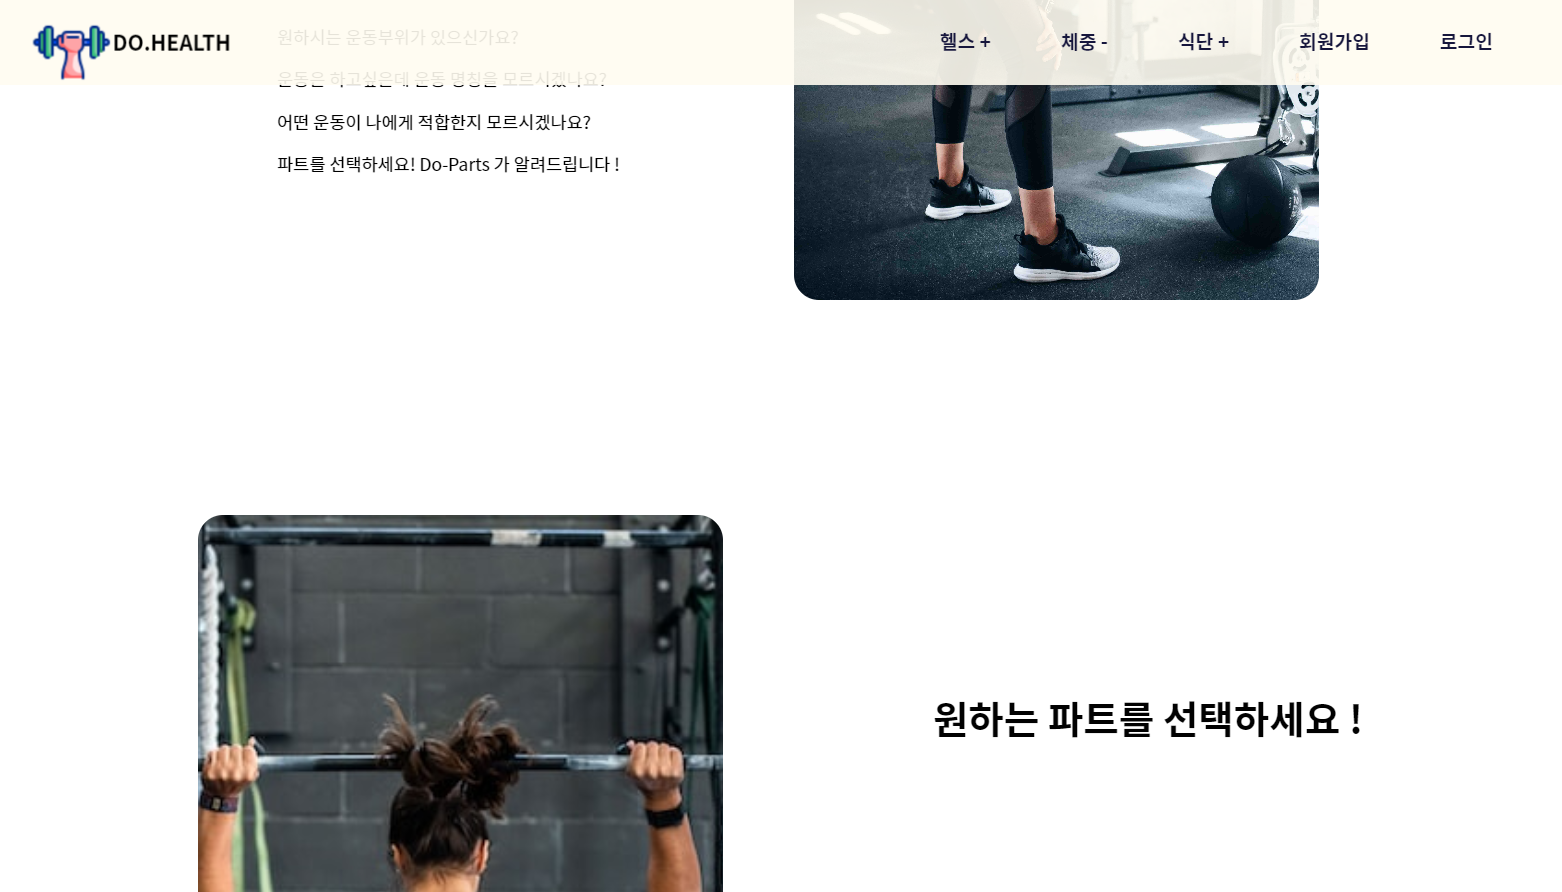 DO.HEALTH
헬스 +
체중 -
식단 +
회원가입
로그인
원하시는 운동부위가 있으신가요?
운동은 하고싶은데 운동 명칭을 모르시겠나요?
어떤 운동이 나에게 적합한지 모르시겠나요?
파트를 선택하세요! Do-Parts 가 알려드립니다 !
원하는 파트를 선택하세요 !